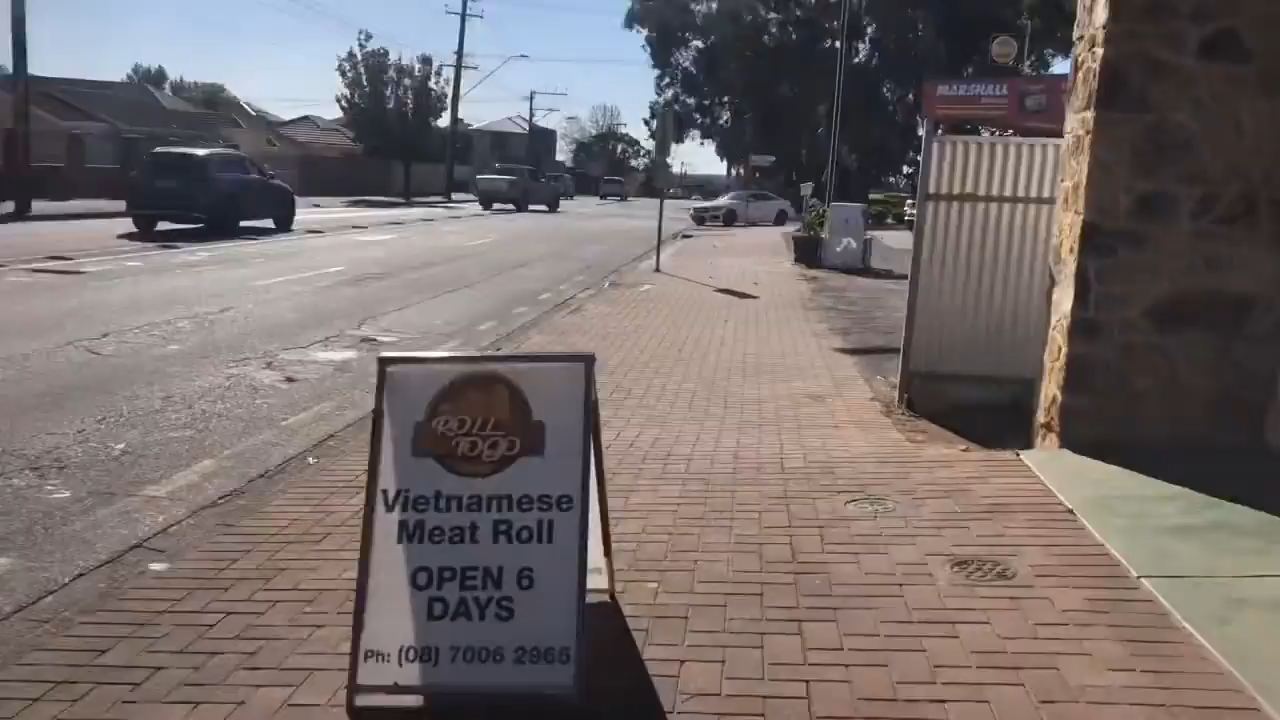 MARSHALL
ROLL
TOGO
Vietnamese
Meat Roll
OPEN 6
DAYS
Ph: (08) 7006 2965